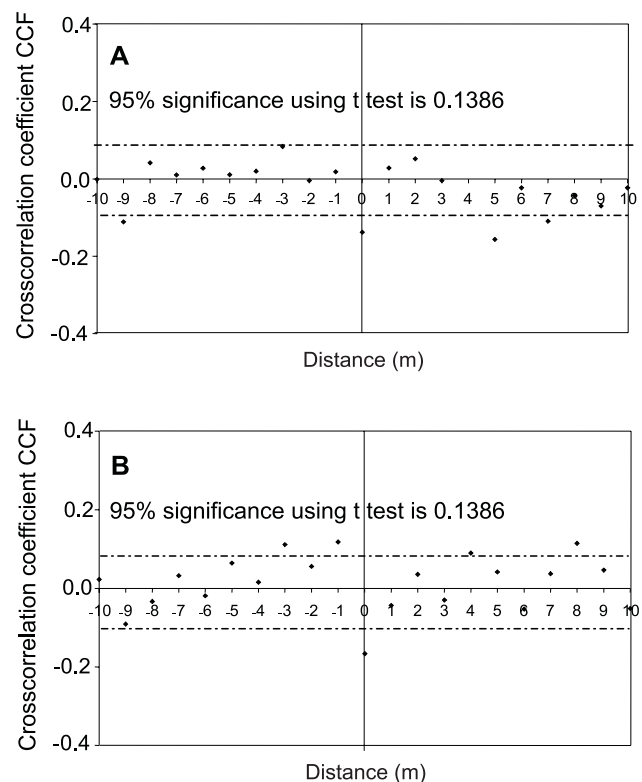 Crosscorrelation coefficient CCF
0.4
A
95% significance using t test is 0.1386
0.2
0.0
-10 -9 -8 -7 -6 -5 -4 -3 -2 -1 0 1 2 3 4 5 6 7 8 9 10
-0.2
-0.4
Distance (m)
Crosscorrelation coefficient CCF
0.4
B
95% significance using t test is 0.1386
0.2
0.0
-10 -9 -8 -7 -6 -5 -4 -3 -2 -1 0 1 2 3 4 5 6 7 8 9 10
-0.2
-0.4
Distance (m)